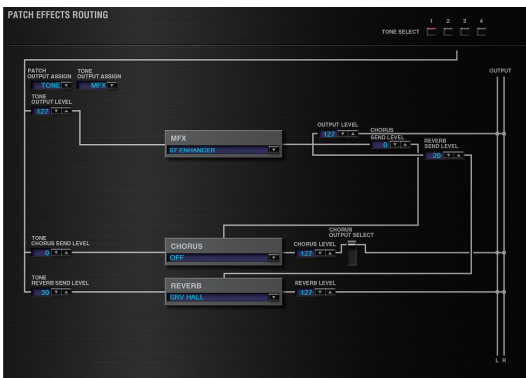 PATCH EFFECTS ROUTING
1 2 3 4
TONE SELECT
OUTPUT
PATCH
OUTPUT ASSIGN
TONE
TONE
OUTPUT ASSIGN
MFX
TONE
OUTPUT LEVEL
127
MFX
07 ENHANCER
OUTPUT LEVEL
127
CHORUS
SEND LEVEL
0
REVERB
SEND LEVEL
20
TONE
CHORUS SEND LEVEL
0
CHORUS
OFF
CHORUS LEVEL
127
CHORUS
OUTPUT SELECT
TONE
REVERB SEND LEVEL
30
REVERB
SRV HALL
REVERB LEVEL
127
L R